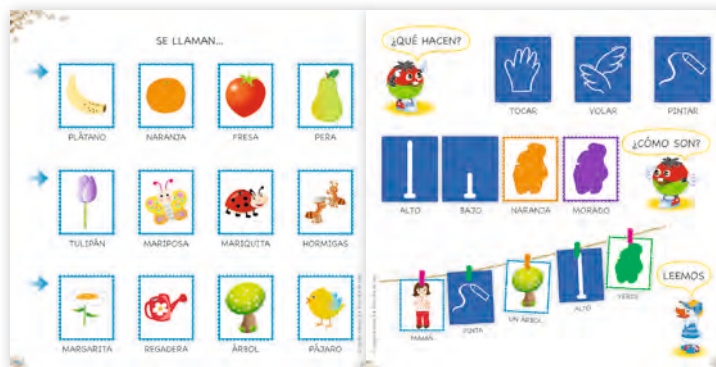 SE LLAMAN...
PLÁTANO NARANJA FRESA PERA
TULIPÁN MARIPOSA MARIQUITA HORMIGAS
MARGARITA REGADERA ÁRBOL PÁJARO
¿QUÉ HACEN?
TOCAR VOLAR PINTAR
¿CÓMO SON?
ALTO BAJO NARANJA MORADO
LEEMOS
MAMÁ... PINTA UN ÁRBOL... ALTO VERDE